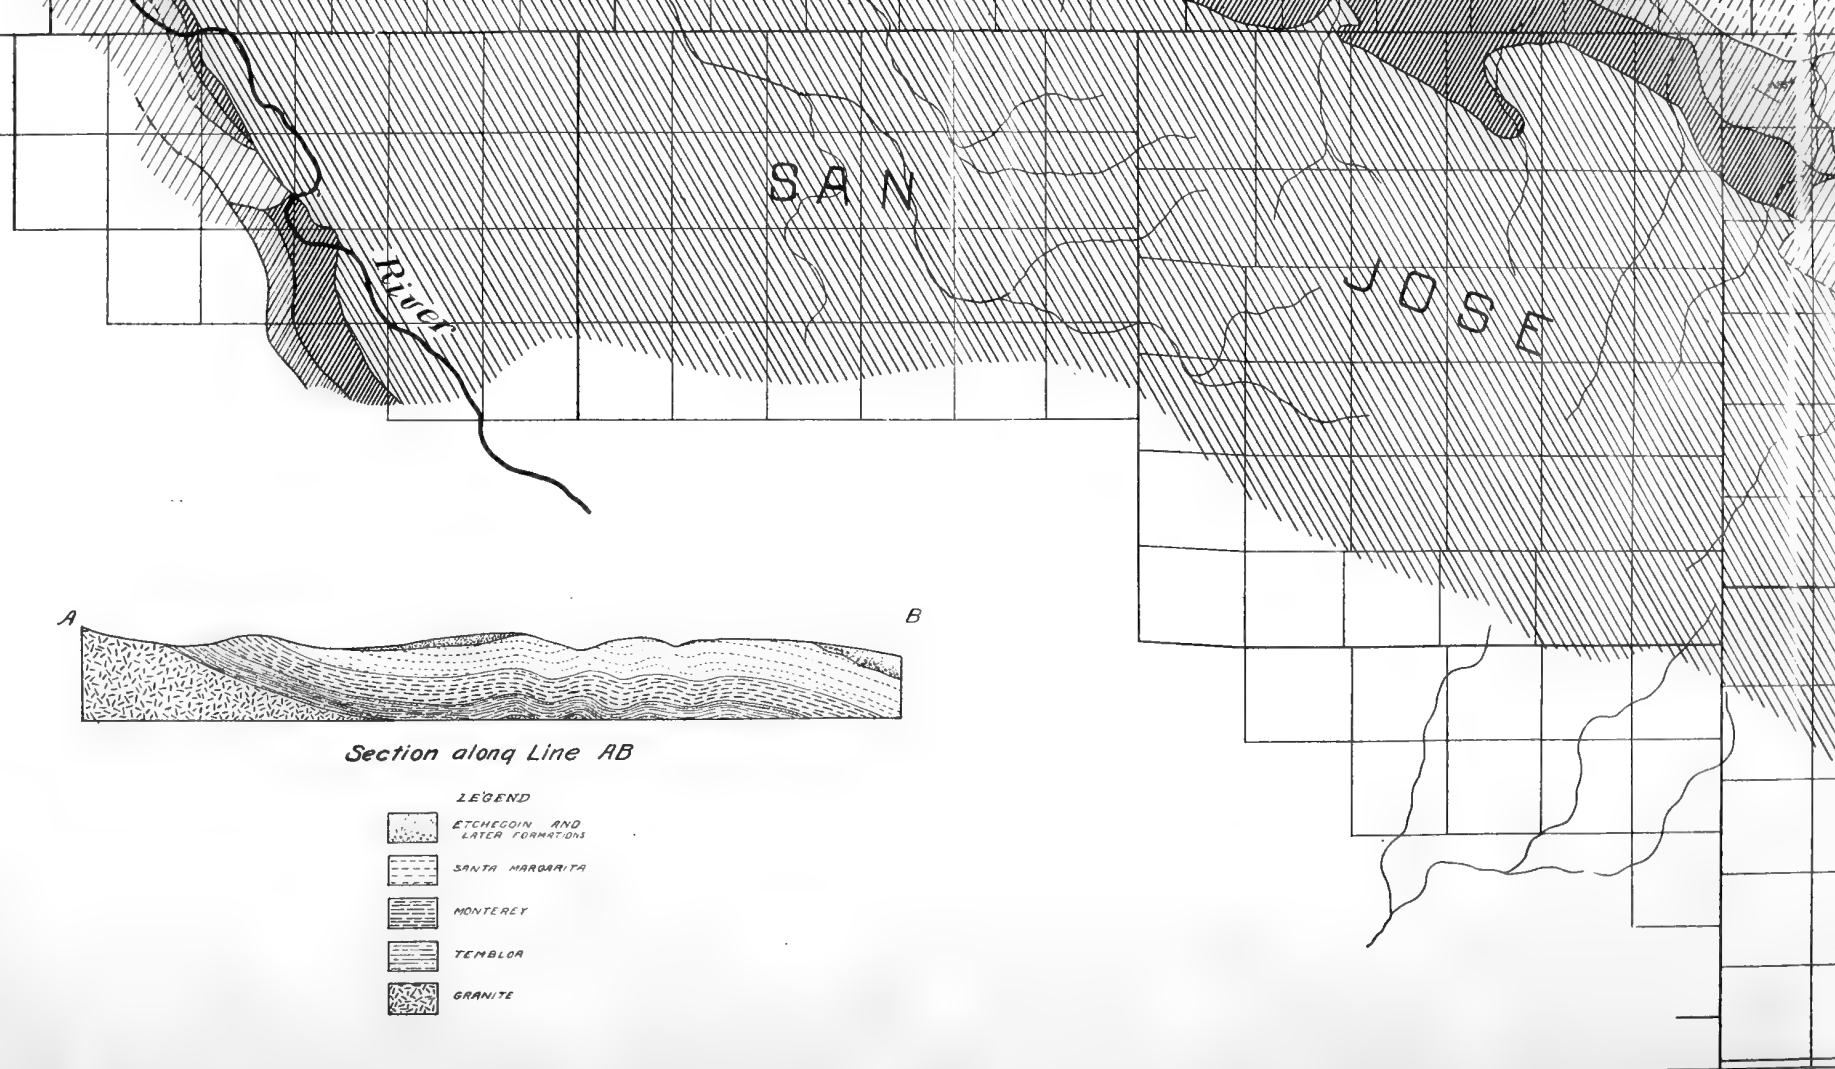 SAN
JOSE
River
A
B
Section along Line AB
LEGEND
ETCHEGOIN AND
LATER FORMATIONS
SANTA MARGARITA
MONTEREY
TEMBLOR
GRANITE